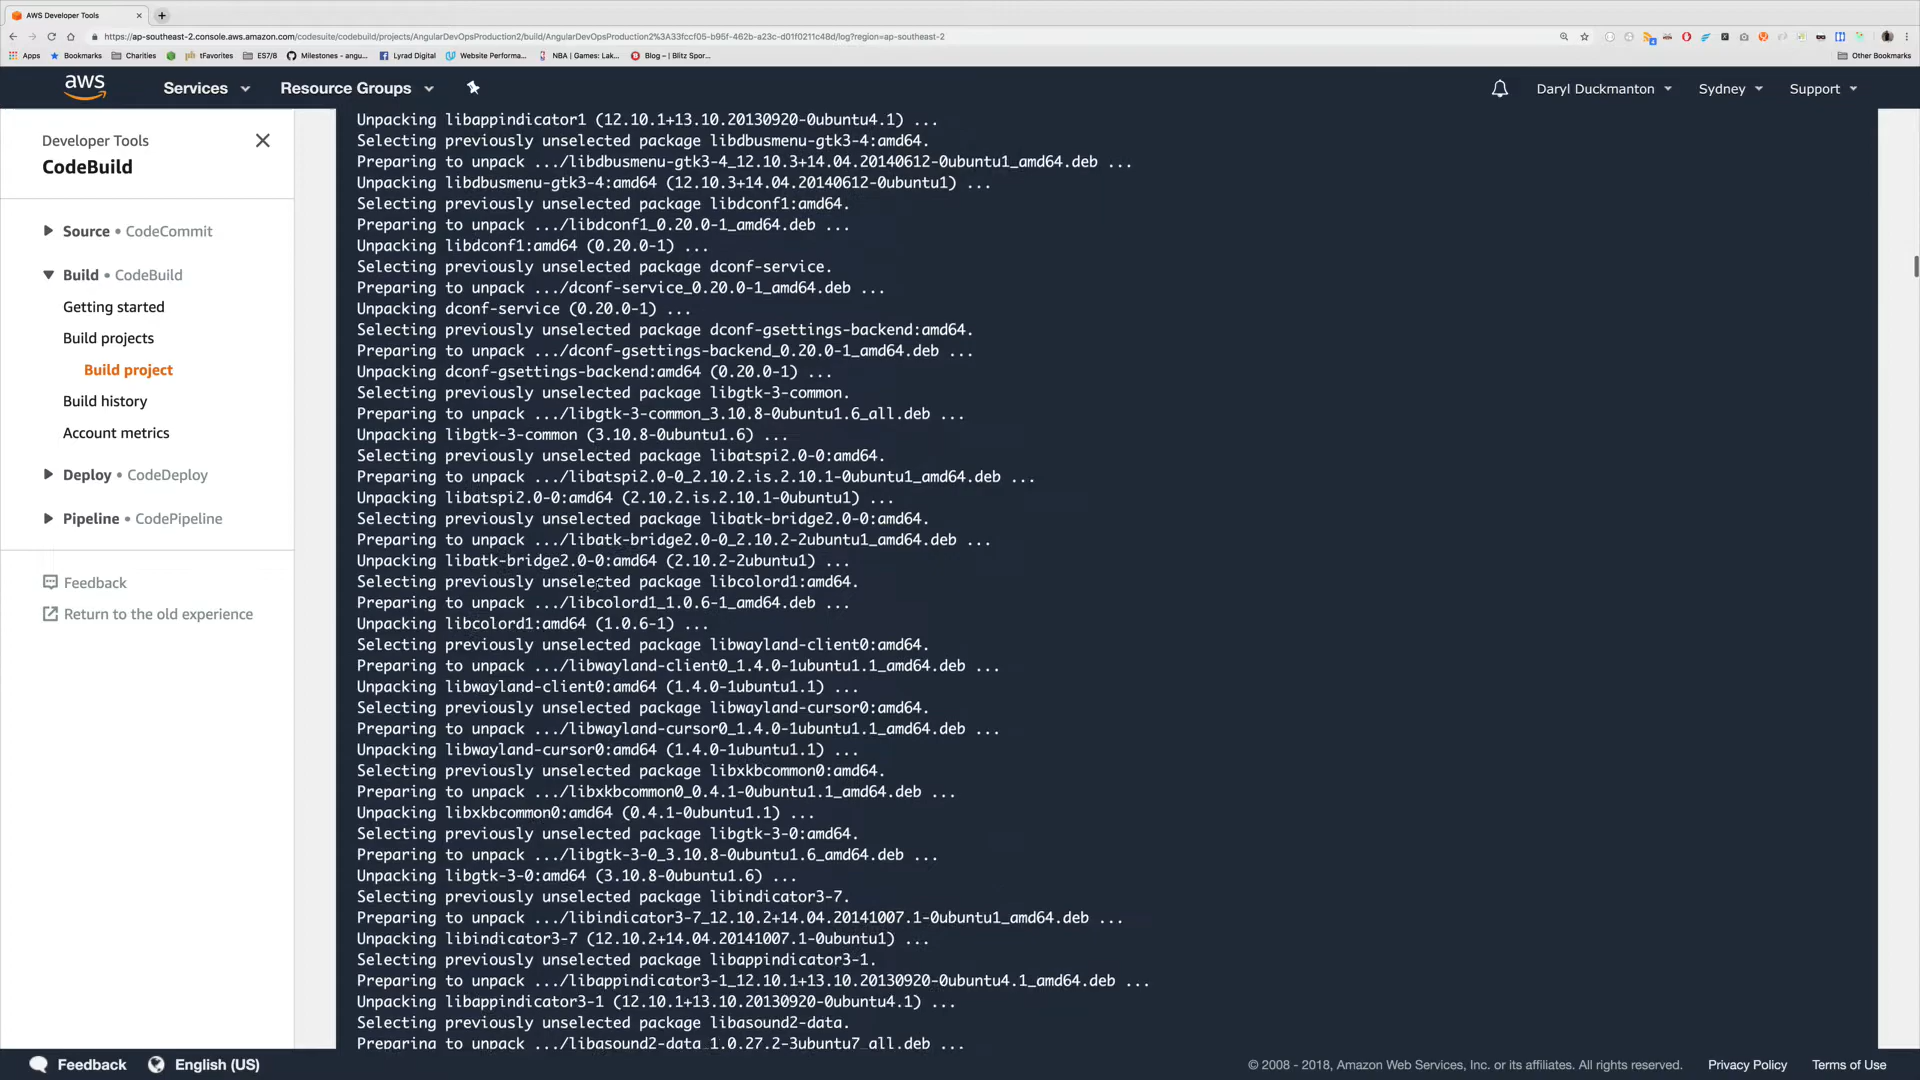 AWS Developer Tools
https://ap-southeast-2.console.aws.amazon.com/codesuite/codebuild/projects/AngularDevOpsProduction2/build/AngularDevOpsProduction2%3A33fccf05-b95f-462b-a23c-d01f0211c48d/log?region=ap-southeast-2
Apps Bookmarks Charities tFavorites ES7/8 Milestones - angu... Lyrad Digital Website Performa... NBA | Games: Lak... Blog – | Blitz Spor... Other Bookmarks
aws Services Resource Groups Daryl Duckmanton Sydney Support
Developer Tools
CodeBuild
Source • CodeCommit
Build • CodeBuild
Getting started
Build projects
Build project
Build history
Account metrics
Deploy • CodeDeploy
Pipeline • CodePipeline
Feedback
Return to the old experience
Unpacking libappindicator1 (12.10.1+13.10.20130920-0ubuntu4.1) ...
Selecting previously unselected package libdbusmenu-gtk3-4:amd64.
Preparing to unpack .../libdbusmenu-gtk3-4_12.10.3+14.04.20140612-0ubuntu1_amd64.deb ...
Unpacking libdbusmenu-gtk3-4:amd64 (12.10.3+14.04.20140612-0ubuntu1) ...
Selecting previously unselected package libdconf1:amd64.
Preparing to unpack .../libdconf1_0.20.0-1_amd64.deb ...
Unpacking libdconf1:amd64 (0.20.0-1) ...
Selecting previously unselected package dconf-service.
Preparing to unpack .../dconf-service_0.20.0-1_amd64.deb ...
Unpacking dconf-service (0.20.0-1) ...
Selecting previously unselected package dconf-gsettings-backend:amd64.
Preparing to unpack .../dconf-gsettings-backend_0.20.0-1_amd64.deb ...
Unpacking dconf-gsettings-backend:amd64 (0.20.0-1) ...
Selecting previously unselected package libgtk-3-common.
Preparing to unpack .../libgtk-3-common_3.10.8-0ubuntu1.6_all.deb ...
Unpacking libgtk-3-common (3.10.8-0ubuntu1.6) ...
Selecting previously unselected package libatspi2.0-0:amd64.
Preparing to unpack .../libatspi2.0-0_2.10.2.is.2.10.1-0ubuntu1_amd64.deb ...
Unpacking libatspi2.0-0:amd64 (2.10.2.is.2.10.1-0ubuntu1) ...
Selecting previously unselected package libatk-bridge2.0-0:amd64.
Preparing to unpack .../libatk-bridge2.0-0_2.10.2-2ubuntu1_amd64.deb ...
Unpacking libatk-bridge2.0-0:amd64 (2.10.2-2ubuntu1) ...
Selecting previously unselected package libcolord1:amd64.
Preparing to unpack .../libcolord1_1.0.6-1_amd64.deb ...
Unpacking libcolord1:amd64 (1.0.6-1) ...
Selecting previously unselected package libwayland-client0:amd64.
Preparing to unpack .../libwayland-client0_1.4.0-1ubuntu1.1_amd64.deb ...
Unpacking libwayland-client0:amd64 (1.4.0-1ubuntu1.1) ...
Selecting previously unselected package libwayland-cursor0:amd64.
Preparing to unpack .../libwayland-cursor0_1.4.0-1ubuntu1.1_amd64.deb ...
Unpacking libwayland-cursor0:amd64 (1.4.0-1ubuntu1.1) ...
Selecting previously unselected package libxkbcommon0:amd64.
Preparing to unpack .../libxkbcommon0_0.4.1-0ubuntu1.1_amd64.deb ...
Unpacking libxkbcommon0:amd64 (0.4.1-0ubuntu1.1) ...
Selecting previously unselected package libgtk-3-0:amd64.
Preparing to unpack .../libgtk-3-0_3.10.8-0ubuntu1.6_amd64.deb ...
Unpacking libgtk-3-0:amd64 (3.10.8-0ubuntu1.6) ...
Selecting previously unselected package libindicator3-7.
Preparing to unpack .../libindicator3-7_12.10.2+14.04.20141007.1-0ubuntu1_amd64.deb ...
Unpacking libindicator3-7 (12.10.2+14.04.20141007.1-0ubuntu1) ...
Selecting previously unselected package libappindicator3-1.
Preparing to unpack .../libappindicator3-1_12.10.1+13.10.20130920-0ubuntu4.1_amd64.deb ...
Unpacking libappindicator3-1 (12.10.1+13.10.20130920-0ubuntu4.1) ...
Selecting previously unselected package libasound2-data.
Preparing to unpack .../libasound2-data_1.0.27.2-3ubuntu7_all.deb ...
Feedback English (US) © 2008 - 2018, Amazon Web Services, Inc. or its affiliates. All rights reserved. Privacy Policy Terms of Use